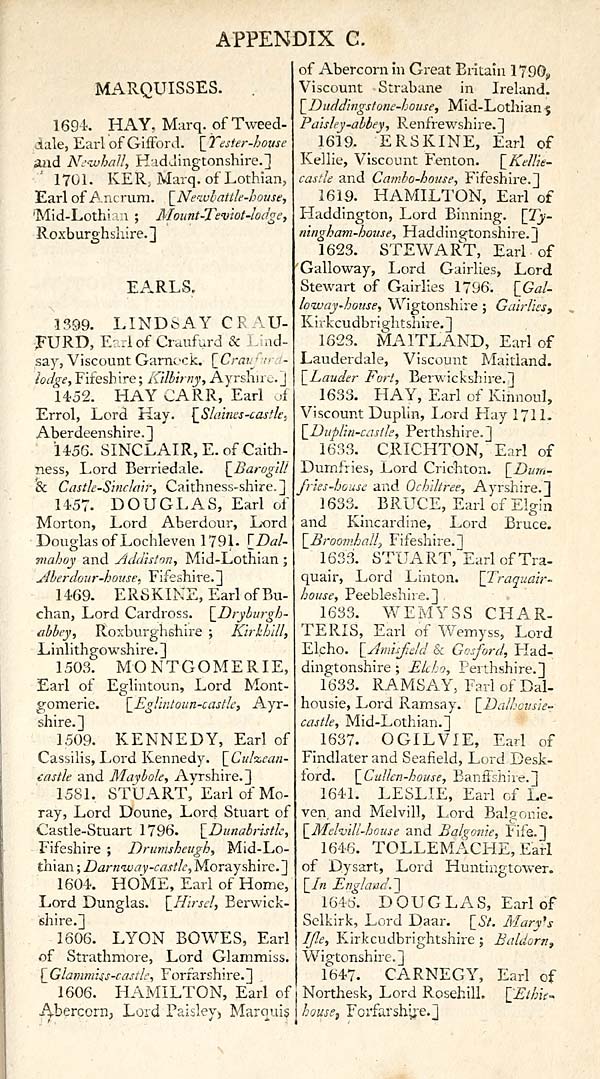 APPENDIX C.
MARQUISSES.
1694. HAY, Marq. of Tweed-
dale, Earl of Gifford. [Yester-house
and Newhall, Haddingtonshire.]
1701. KER, Marq. of Lothian,
Earl of Ancrum. [Newbattle-house,
Mid-Lothian ; Mount-Teviot-lodge,
Roxburghshire.]
EARLS.
1399. LINDSAY CRAU-
FURD, Earl of Craufurd & Lind-
say, Viscount Garnock. [Craufurd-
lodge, Fifeshire ; Kilbirny, Ayrshire.]
1452. HAY CARR, Earl of
Errol, Lord Hay. [Slaines-castle,
Aberdeenshire.]
1456. SINCLAIR, E. of Caith-
ness, Lord Berriedale. [Barogill
& Castle-Sinclair, Caithness-shire.]
1457. DOUGLAS, Earl of
Morton, Lord Aberdour, Lord
Douglas of Lochleven 1791. [Dal-
mahoy and Addiston, Mid-Lothian ;
Aberdour-house, Fifeshire.]
1469. ERSKINE, Earl of Bu-
chan, Lord Cardross. [Dryburgh-
abbey, Roxburghshire ; Kirkhill,
Linlithgowshire.]
1503. MONTGOMERIE,
Earl of Eglintoun, Lord Mont-
gomerie. [Eglintoun-castle, Ayr-
shire.]
1509. KENNEDY, Earl of
Cassilis, Lord Kennedy. [Culzean-
castle and Maybole, Ayrshire.]
1581. STUART, Earl of Mo-
ray, Lord Doune, Lord Stuart of
Castle-Stuart 1796. [Dunabristle,
Fifeshire ; Drumsheugh, Mid-Lo-
thian ; Darnway-castle, Morayshire.]
1604. HOME, Earl of Home,
Lord Dunglas. [Hirsel, Berwick-
shire.]
1606. LYON BOWES, Earl
of Strathmore, Lord Glammiss.
[Glammiss-castle, Forfarshire.]
1606. HAMILTON, Earl of
Abercorn, Lord Paisley, Marquis
of Abercorn in Great Britain 1790,
Viscount Strabane in Ireland.
[Duddingstone-house, Mid-Lothian ;
Paisley-abbey, Renfrewshire.]
1619. ERSKINE, Earl of
Kellie, Viscount Fenton. [Kellie-
castle and Cambo-house, Fifeshire.]
1619. HAMILTON, Earl of
Haddington, Lord Binning. [Ty-
ningham-house, Haddingtonshire.]
1623. STEWART, Earl of
Galloway, Lord Gairlies, Lord
Stewart of Gairlies 1796. [Gal-
loway-house, Wigtonshire ; Gairlies,
Kirkcudbrightshire.]
1623. MAITLAND, Earl of
Lauderdale, Viscount Maitland.
[Lauder Fort, Berwickshire.]
1633. HAY, Earl of Kinnoul,
Viscount Duplin, Lord Hay 1711.
[Duplin-castle, Perthshire.]
1633. CRICHTON, Earl of
Dumfries, Lord Crichton. [Dum-
fries-house and Ochiltree, Ayrshire.]
1633. BRUCE, Earl of Elgin
and Kincardine, Lord Bruce.
[Broomhall, Fifeshire.]
1633. STUART, Earl of Tra-
quair, Lord Linton. [Traquair-
house, Peebleshire.]
1633. WEMYSS CHAR-
TERIS, Earl of Wemyss, Lord
Elcho. [Amisfield & Gosford, Had-
dingtonshire ; Elcho, Perthshire.]
1633. RAMSAY, Earl of Dal-
housie, Lord Ramsay. [Dalhousie-
castle, Mid-Lothian.]
1637. OGILVIE, Earl of
Findlater and Seafield, Lord Desk-
ford. [Cullen-house, Banffshire.]
1641. LESLIE, Earl of Le-
ven and Melvill, Lord Balgonie.
[Melvill-house and Balgonie, Fife.]
1646. TOLLEMACHE, Earl
of Dysart, Lord Huntingtower.
[In England.]
1646. DOUGLAS, Earl of
Selkirk, Lord Daar. [St. Mary's
Isle, Kirkcudbrightshire ; Baldorn,
Wigtonshire.]
1647. CARNEGY, Earl of
Northesk, Lord Rosehill. [Ethie-
house, Forfarshire.]